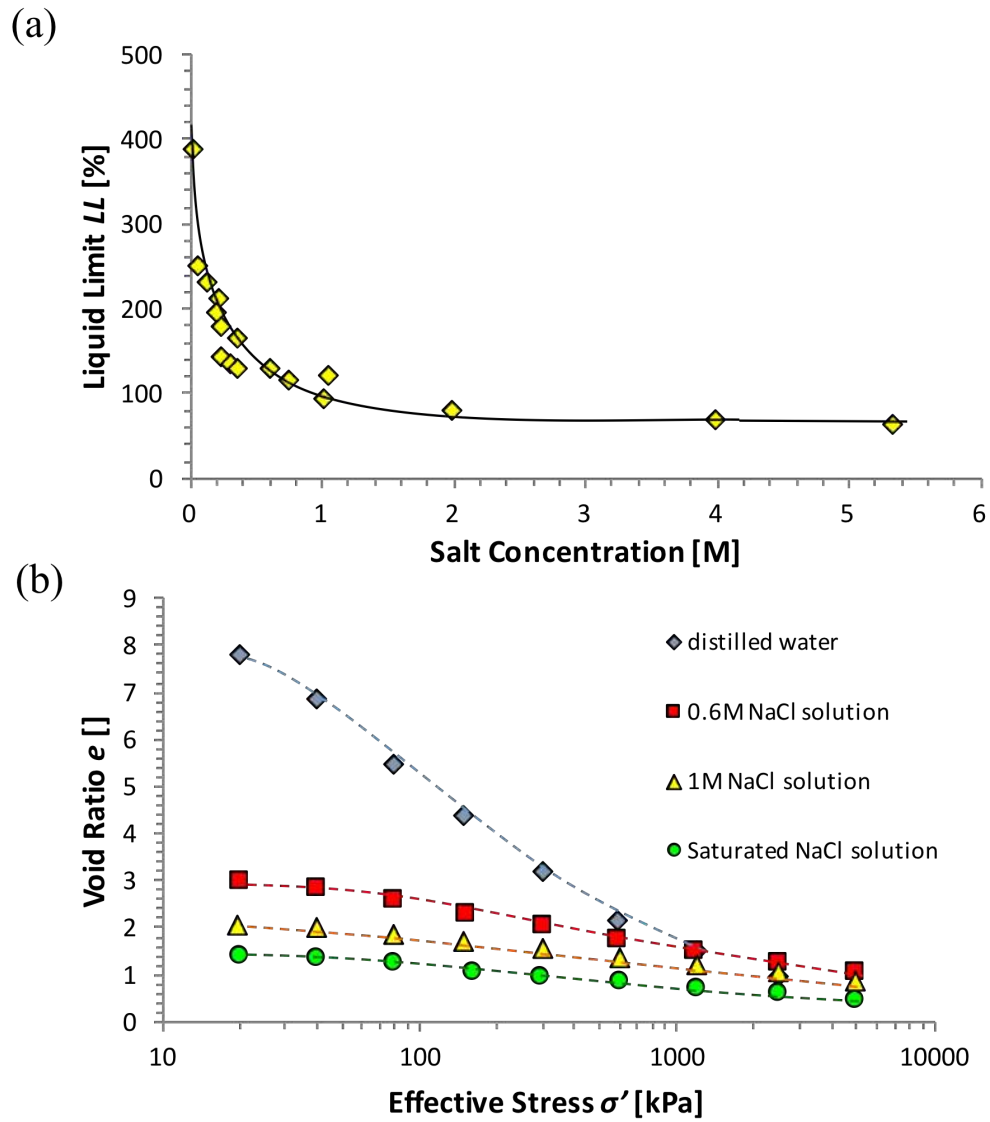 (a)
500
400
300
200
100
0
Liquid Limit LL [%]
0 1 2 3 4 5 6
Salt Concentration [M]
(b)
9
8
7
6
5
4
3
2
1
0
Void Ratio e []
distilled water
0.6M NaCl solution
1M NaCl solution
Saturated NaCl solution
10 100 1000 10000
Effective Stress σ′ [kPa]